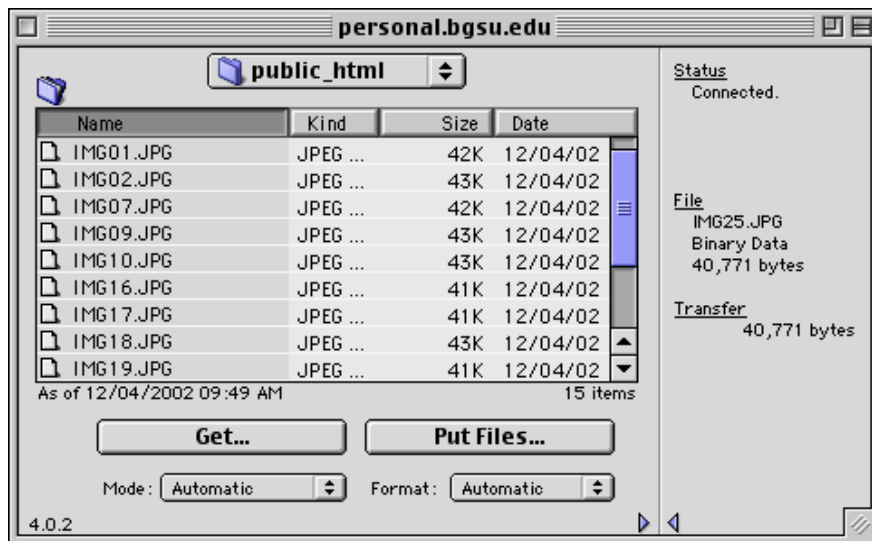 personal.bgsu.edu
public_html
Name Kind Size Date
IMG01.JPG JPEG ... 42K 12/04/02
IMG02.JPG JPEG ... 43K 12/04/02
IMG07.JPG JPEG ... 42K 12/04/02
IMG09.JPG JPEG ... 43K 12/04/02
IMG10.JPG JPEG ... 43K 12/04/02
IMG16.JPG JPEG ... 41K 12/04/02
IMG17.JPG JPEG ... 41K 12/04/02
IMG18.JPG JPEG ... 43K 12/04/02
IMG19.JPG JPEG ... 41K 12/04/02
As of 12/04/2002 09:49 AM 15 items
Get... Put Files...
Mode: Automatic Format: Automatic
4.0.2
Status
Connected.
File
IMG25.JPG
Binary Data
40,771 bytes
Transfer
40,771 bytes